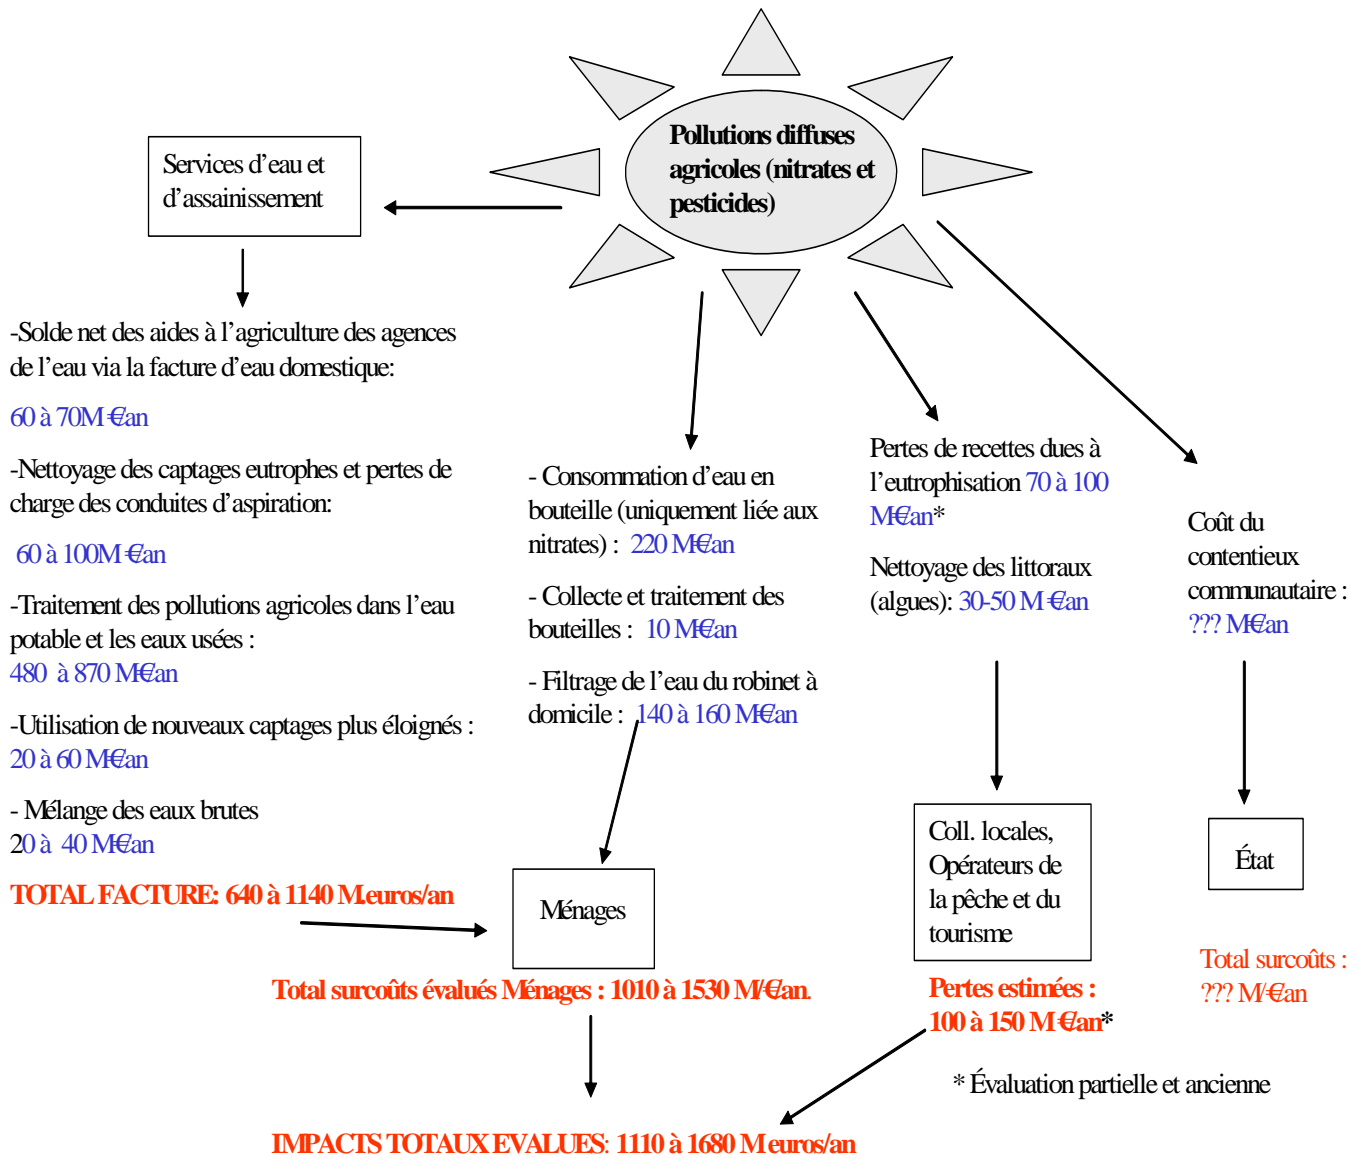 Pollutions diffuses
agricoles (nitrates et
pesticides)
Services d’eau et
d’assainissement
-Solde net des aides à l’agriculture des agences
de l’eau via la facture d’eau domestique:
60 à 70M €/an
-Nettoyage des captages eutrophes et pertes de
charge des conduites d’aspiration:
60 à 100M €/an
-Traitement des pollutions agricoles dans l’eau
potable et les eaux usées :
480 à 870 M€/an
-Utilisation de nouveaux captages plus éloignés :
20 à 60 M€/an
- Mélange des eaux brutes
20 à 40 M€/an
TOTAL FACTURE: 640 à 1140 M.euros/an
- Consommation d’eau en
bouteille (uniquement liée aux
nitrates) : 220 M€/an
- Collecte et traitement des
bouteilles : 10 M€/an
- Filtrage de l’eau du robinet à
domicile : 140 à 160 M€/an
Ménages
Total surcoûts évalués Ménages : 1010 à 1530 M/€/an.
Pertes de recettes dues à
l’eutrophisation 70 à 100
M€/an*
Nettoyage des littoraux
(algues): 30-50 M €/an
Coll. locales,
Opérateurs de
la pêche et du
tourisme
Pertes estimées :
100 à 150 M €/an*
Coût du
contentieux
communautaire :
??? M€/an
État
Total surcoûts :
??? M/€/an
* Évaluation partielle et ancienne
IMPACTS TOTAUX EVALUES: 1110 à 1680 M euros/an